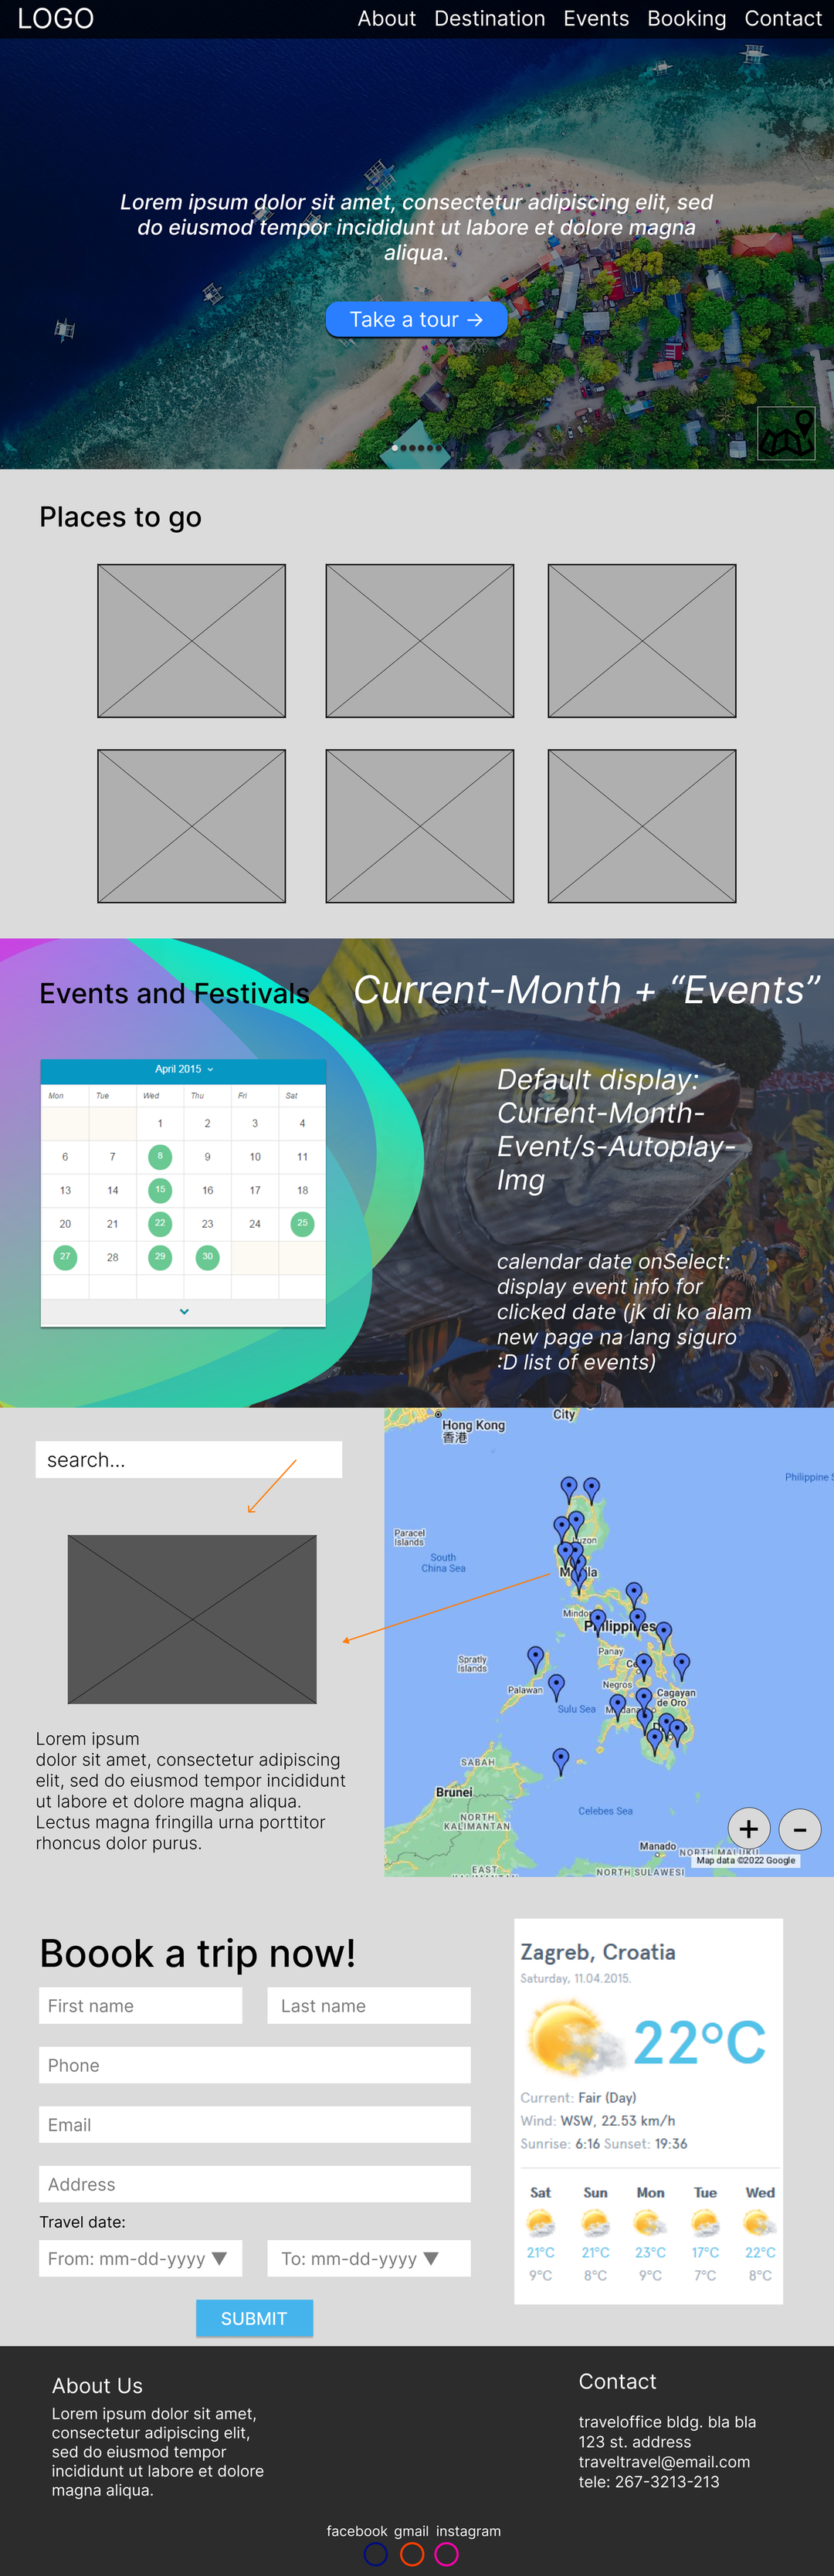 LOGO
About Destination Events Booking Contact
Lorem ipsum dolor sit amet, consectetur adipiscing elit, sed
do eiusmod tempor incididunt ut labore et dolore magna
aliqua.
Take a tour →
Places to go
Events and Festivals
Current-Month + “Events”
April 2015
Mon Tue Wed Thu Fri Sat
1 2 3 4
6 7 8 9 10 11
13 14 15 16 17 18
20 21 22 23 24 25
27 28 29 30
Default display:
Current-Month-
Event/s-Autoplay-
Img
calendar date onSelect:
display event info for
clicked date (jk di ko alam
new page na lang siguro
:D list of events)
search...
Lorem ipsum
dolor sit amet, consectetur adipiscing
elit, sed do eiusmod tempor incididunt
ut labore et dolore magna aliqua.
Lectus magna fringilla urna porttitor
rhoncus dolor purus.
City
Hong Kong
香港
Philippine S
Paracel
Islands
South
China Sea
Luzon
Mindo
Philippines
Panay
Spratly
Islands
Palawan
Negros
Cagayan
de Oro
Sulu Sea
SABAH
Brunei
NORTH
KALIMANTAN
Celebes Sea
+ -
Manado
NORTH MALUKU
Map data ©2022 Google
EAST
KALIMANTAN
NORTH SULAWESI
Boook a trip now!
First name
Last name
Phone
Email
Address
Travel date:
From: mm-dd-yyyy ▼
To: mm-dd-yyyy ▼
SUBMIT
Zagreb, Croatia
Saturday, 11.04.2015.
22°C
Current: Fair (Day)
Wind: WSW, 22.53 km/h
Sunrise: 6:16 Sunset: 19:36
Sat Sun Mon Tue Wed
21°C 21°C 23°C 17°C 22°C
9°C 8°C 9°C 7°C 8°C
About Us
Lorem ipsum dolor sit amet,
consectetur adipiscing elit,
sed do eiusmod tempor
incididunt ut labore et dolore
magna aliqua.
Contact
traveloffice bldg. bla bla
123 st. address
traveltravel@email.com
tele: 267-3213-213
facebook gmail instagram